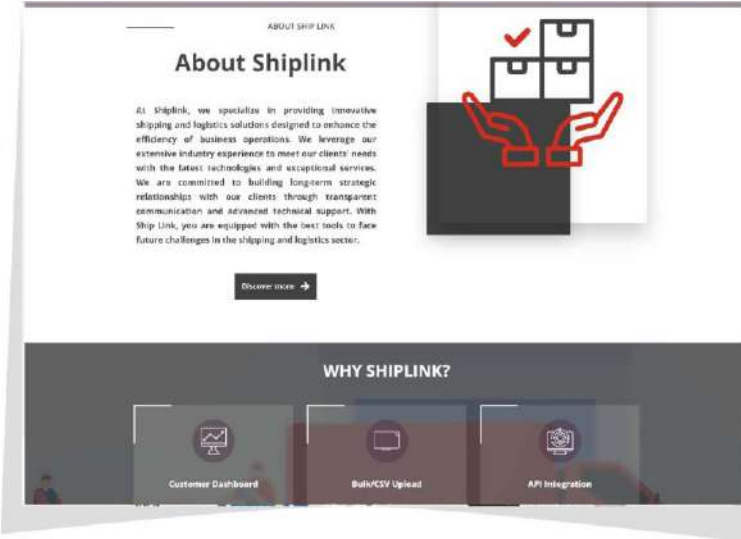 ABOUT SHIP LINK
About Shiplink
At Shiplink, we specialize in providing innovative
shipping and logistics solutions designed to enhance the
efficiency of business operations. We leverage our
extensive industry experience to meet our clients' needs
with the latest technologies and exceptional services.
We are committed to building long-term strategic
relationships with our clients through transparent
communication and advanced technical support. With
Ship Link, you are equipped with the best tools to face
future challenges in the shipping and logistics sector.
Discover more
WHY SHIPLINK?
Customer Dashboard
Bulk/CSV Upload
API Integration